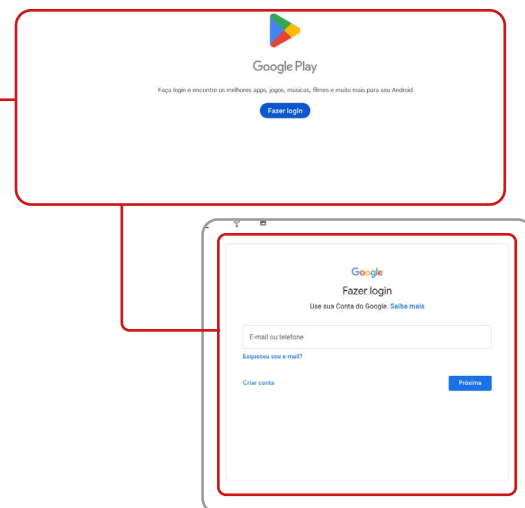 Google Play
Faça login e encontre os melhores apps, jogos, músicas, filmes e muito mais para seu Android
Fazer login
Google
Fazer login
Use sua Conta do Google. Saiba mais
E-mail ou telefone
Esqueceu seu e-mail?
Criar conta
Próxima